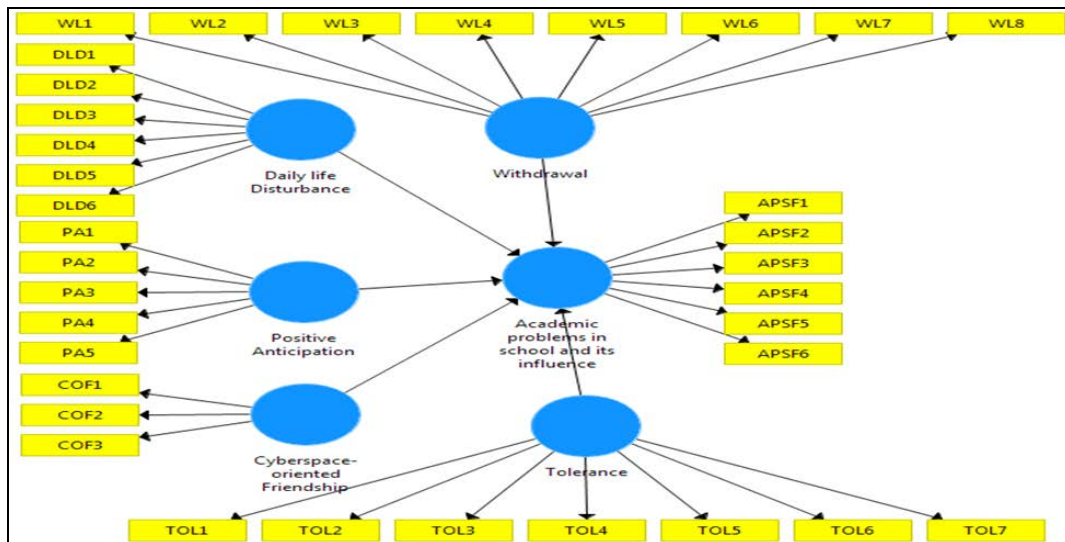 WL1 WL2 WL3 WL4 WL5 WL6 WL7 WL8
DLD1
DLD2
DLD3
DLD4
DLD5
DLD6
Daily life
Disturbance
Withdrawal
PA1
PA2
PA3
PA4
PA5
Positive
Anticipation
Academic
problems in
school and its
influence
APSF1
APSF2
APSF3
APSF4
APSF5
APSF6
COF1
COF2
COF3
Cyberspace-
oriented
Friendship
Tolerance
TOL1 TOL2 TOL3 TOL4 TOL5 TOL6 TOL7